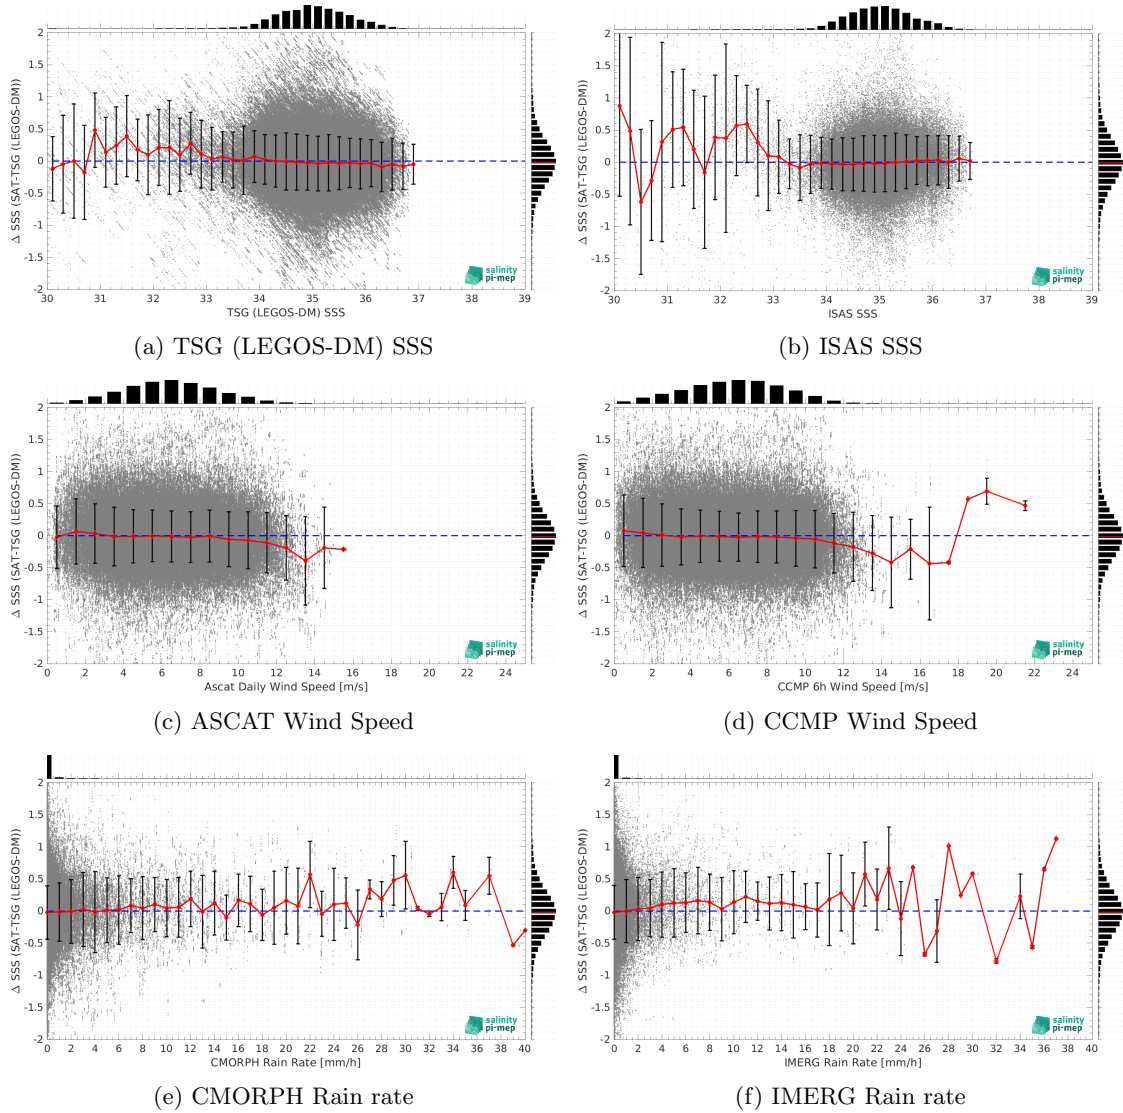 2
1.5
1
0.5
0
-0.5
-1
-1.5
-2
Δ SSS (SAT-TSG (LEGOS-DM))
30 31 32 33 34 35 36 37 38 39
TSG (LEGOS-DM) SSS
salinity
pi-mep
(a) TSG (LEGOS-DM) SSS
2
1.5
1
0.5
0
-0.5
-1
-1.5
-2
Δ SSS (SAT-TSG (LEGOS-DM))
30 31 32 33 34 35 36 37 38 39
ISAS SSS
salinity
pi-mep
(b) ISAS SSS
2
1.5
1
0.5
0
-0.5
-1
-1.5
-2
Δ SSS (SAT-TSG (LEGOS-DM))
0 2 4 6 8 10 12 14 16 18 20 22 24
Ascat Daily Wind Speed [m/s]
salinity
pi-mep
(c) ASCAT Wind Speed
2
1.5
1
0.5
0
-0.5
-1
-1.5
-2
Δ SSS (SAT-TSG (LEGOS-DM))
0 2 4 6 8 10 12 14 16 18 20 22 24
CCMP 6h Wind Speed [m/s]
salinity
pi-mep
(d) CCMP Wind Speed
2
1.5
1
0.5
0
-0.5
-1
-1.5
-2
Δ SSS (SAT-TSG (LEGOS-DM))
0 2 4 6 8 10 12 14 16 18 20 22 24 26 28 30 32 34 36 38 40
CMORPH Rain Rate [mm/h]
salinity
pi-mep
(e) CMORPH Rain rate
2
1.5
1
0.5
0
-0.5
-1
-1.5
-2
Δ SSS (SAT-TSG (LEGOS-DM))
0 2 4 6 8 10 12 14 16 18 20 22 24 26 28 30 32 34 36 38 40
IMERG Rain Rate [mm/h]
salinity
pi-mep
(f) IMERG Rain rate